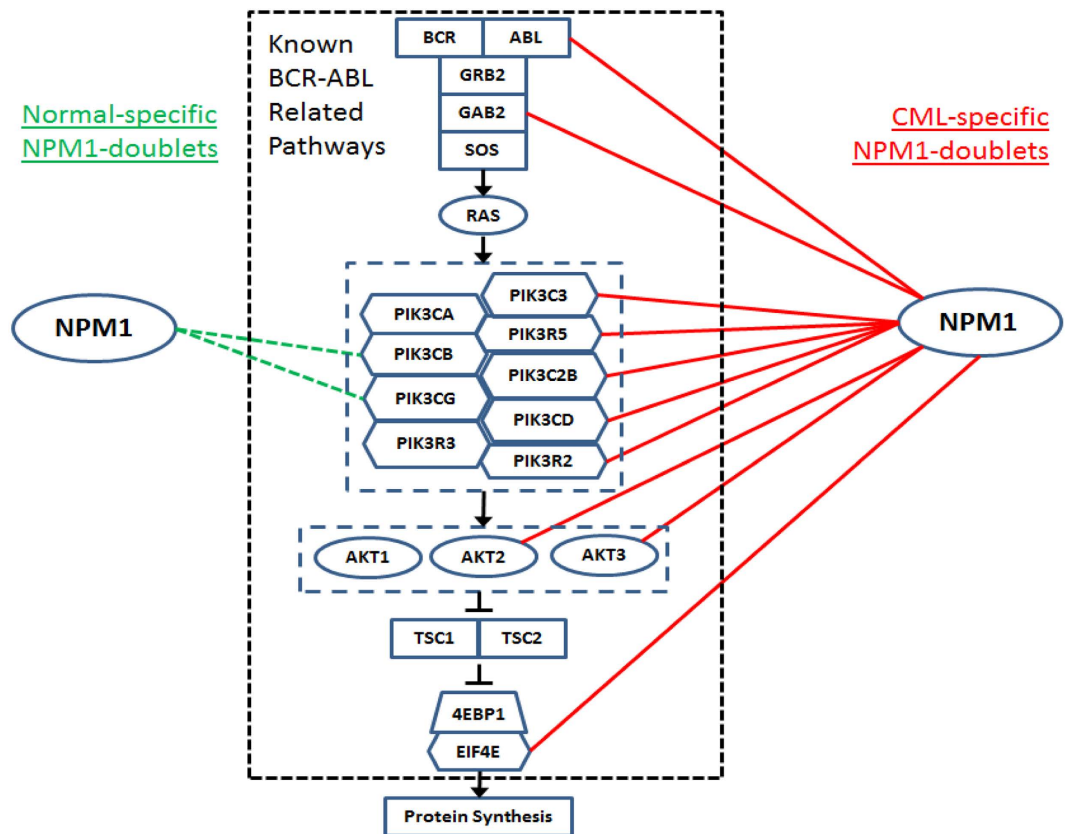 Known
BCR-ABL
Related
Pathways
BCR
ABL
GRB2
GAB2
SOS
Normal-specific
NPM1-doublets
CML-specific
NPM1-doublets
RAS
NPM1
PIK3CA
PIK3CB
PIK3CG
PIK3R3
PIK3C3
PIK3R5
PIK3C2B
PIK3CD
PIK3R2
NPM1
AKT1
AKT2
AKT3
TSC1
TSC2
4EBP1
EIF4E
Protein Synthesis